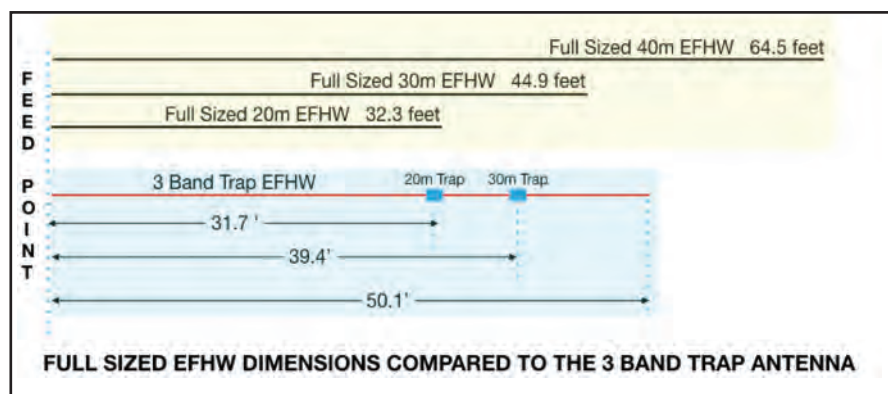 Full Sized 40m EFHW 64.5 feet
Full Sized 30m EFHW 44.9 feet
Full Sized 20m EFHW 32.3 feet
FEED POINT
3 Band Trap EFHW
20m Trap
30m Trap
31.7 '
39.4'
50.1'
FULL SIZED EFHW DIMENSIONS COMPARED TO THE 3 BAND TRAP ANTENNA